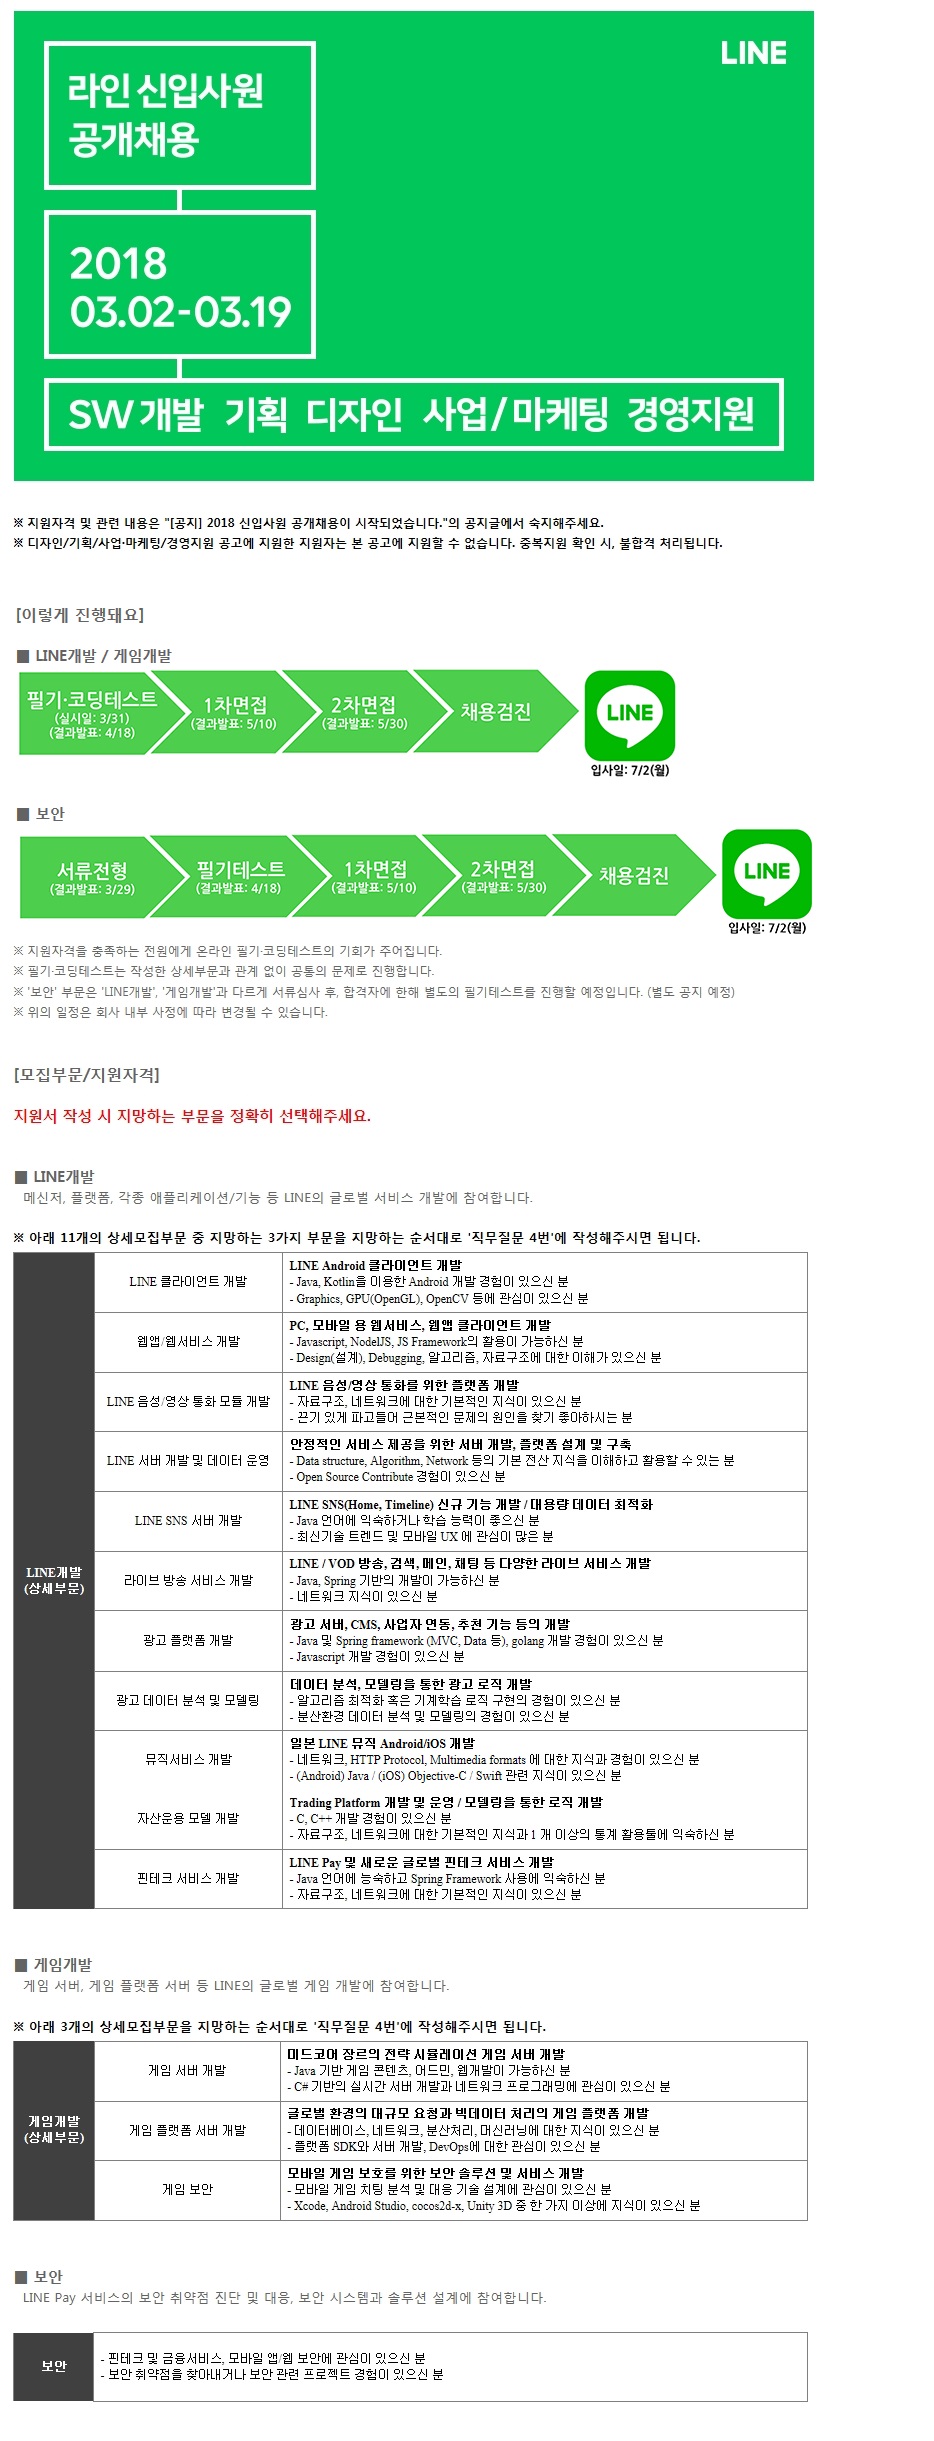 LINE
라인 신입사원
공개채용
2018
03.02-03.19
SW개발 기획 디자인 사업/마케팅 경영지원
※ 지원자격 및 관련 내용은 "[공지] 2018 신입사원 공개채용이 시작되었습니다."의 공지글에서 숙지해주세요.
※ 디자인/기획/사업·마케팅/경영지원 공고에 지원한 지원자는 본 공고에 지원할 수 없습니다. 중복지원 확인 시, 불합격 처리됩니다.
[이렇게 진행돼요]
■ LINE개발 / 게임개발
필기·코딩테스트
(실시일: 3/31)
(결과발표: 4/18)
1차면접
(결과발표: 5/10)
2차면접
(결과발표: 5/30)
채용검진
LINE
입사일: 7/2(월)
■ 보안
서류전형
(결과발표: 3/29)
필기테스트
(결과발표: 4/18)
1차면접
(결과발표: 5/10)
2차면접
(결과발표: 5/30)
채용검진
LINE
입사일: 7/2(월)
※ 지원자격을 충족하는 전원에게 온라인 필기·코딩테스트의 기회가 주어집니다.
※ 필기·코딩테스트는 작성한 상세부문과 관계 없이 공통의 문제로 진행합니다.
※ '보안' 부문은 'LINE개발', '게임개발'과 다르게 서류심사 후, 합격자에 한해 별도의 필기테스트를 진행할 예정입니다. (별도 공지 예정)
※ 위의 일정은 회사 내부 사정에 따라 변경될 수 있습니다.
[모집부문/지원자격]
지원서 작성 시 지망하는 부문을 정확히 선택해주세요.
■ LINE개발
메신저, 플랫폼, 각종 애플리케이션/기능 등 LINE의 글로벌 서비스 개발에 참여합니다.
※ 아래 11개의 상세모집부문 중 지망하는 3가지 부문을 지망하는 순서대로 '직무질문 4번'에 작성해주시면 됩니다.
LINE개발
(상세부문)
LINE 클라이언트 개발
LINE Android 클라이언트 개발
- Java, Kotlin을 이용한 Android 개발 경험이 있으신 분
- Graphics, GPU(OpenGL), OpenCV 등에 관심이 있으신 분
웹앱/웹서비스 개발
PC, 모바일 용 웹서비스, 웹앱 클라이언트 개발
- Javascript, NodelJS, JS Framework의 활용이 가능하신 분
- Design(설계), Debugging, 알고리즘, 자료구조에 대한 이해가 있으신 분
LINE 음성/영상 통화 모듈 개발
LINE 음성/영상 통화를 위한 플랫폼 개발
- 자료구조, 네트워크에 대한 기본적인 지식이 있으신 분
- 끈기 있게 파고들어 근본적인 문제의 원인을 찾기 좋아하시는 분
LINE 서버 개발 및 데이터 운영
안정적인 서비스 제공을 위한 서버 개발, 플랫폼 설계 및 구축
- Data structure, Algorithm, Network 등의 기본 전산 지식을 이해하고 활용할 수 있는 분
- Open Source Contribute 경험이 있으신 분
LINE SNS 서버 개발
LINE SNS(Home, Timeline) 신규 기능 개발 / 대용량 데이터 최적화
- Java 언어에 익숙하거나 학습 능력이 좋으신 분
- 최신기술 트렌드 및 모바일 UX 에 관심이 많은 분
라이브 방송 서비스 개발
LINE / VOD 방송, 검색, 메인, 채팅 등 다양한 라이브 서비스 개발
- Java, Spring 기반의 개발이 가능하신 분
- 네트워크 지식이 있으신 분
광고 플랫폼 개발
광고 서버, CMS, 사업자 연동, 추천 기능 등의 개발
- Java 및 Spring framework (MVC, Data 등), golang 개발 경험이 있으신 분
- Javascript 개발 경험이 있으신 분
광고 데이터 분석 및 모델링
데이터 분석, 모델링을 통한 광고 로직 개발
- 알고리즘 최적화 혹은 기계학습 로직 구현의 경험이 있으신 분
- 분산환경 데이터 분석 및 모델링의 경험이 있으신 분
뮤직서비스 개발
일본 LINE 뮤직 Android/iOS 개발
- 네트워크, HTTP Protocol, Multimedia formats 에 대한 지식과 경험이 있으신 분
- (Android) Java / (iOS) Objective-C / Swift 관련 지식이 있으신 분
자산운용 모델 개발
Trading Platform 개발 및 운영 / 모델링을 통한 로직 개발
- C, C++ 개발 경험이 있으신 분
- 자료구조, 네트워크에 대한 기본적인 지식과 1 개 이상의 통계 활용툴에 익숙하신 분
핀테크 서비스 개발
LINE Pay 및 새로운 글로벌 핀테크 서비스 개발
- Java 언어에 능숙하고 Spring Framework 사용에 익숙하신 분
- 자료구조, 네트워크에 대한 기본적인 지식이 있으신 분
■ 게임개발
게임 서버, 게임 플랫폼 서버 등 LINE의 글로벌 게임 개발에 참여합니다.
※ 아래 3개의 상세모집부문을 지망하는 순서대로 '직무질문 4번'에 작성해주시면 됩니다.
게임개발
(상세부문)
게임 서버 개발
미드코어 장르의 전략 시뮬레이션 게임 서버 개발
- Java 기반 게임 콘텐츠, 어드민, 웹개발이 가능하신 분
- C# 기반의 실시간 서버 개발과 네트워크 프로그래밍에 관심이 있으신 분
게임 플랫폼 서버 개발
글로벌 환경의 대규모 요청과 빅데이터 처리의 게임 플랫폼 개발
- 데이터베이스, 네트워크, 분산처리, 머신러닝에 대한 지식이 있으신 분
- 플랫폼 SDK와 서버 개발, DevOps에 대한 관심이 있으신 분
게임 보안
모바일 게임 보호를 위한 보안 솔루션 및 서비스 개발
- 모바일 게임 치팅 분석 및 대응 기술 설계에 관심이 있으신 분
- Xcode, Android Studio, cocos2d-x, Unity 3D 중 한 가지 이상에 지식이 있으신 분
■ 보안
LINE Pay 서비스의 보안 취약점 진단 및 대응, 보안 시스템과 솔루션 설계에 참여합니다.
보안
- 핀테크 및 금융서비스, 모바일 앱/웹 보안에 관심이 있으신 분
- 보안 취약점을 찾아내거나 보안 관련 프로젝트 경험이 있으신 분